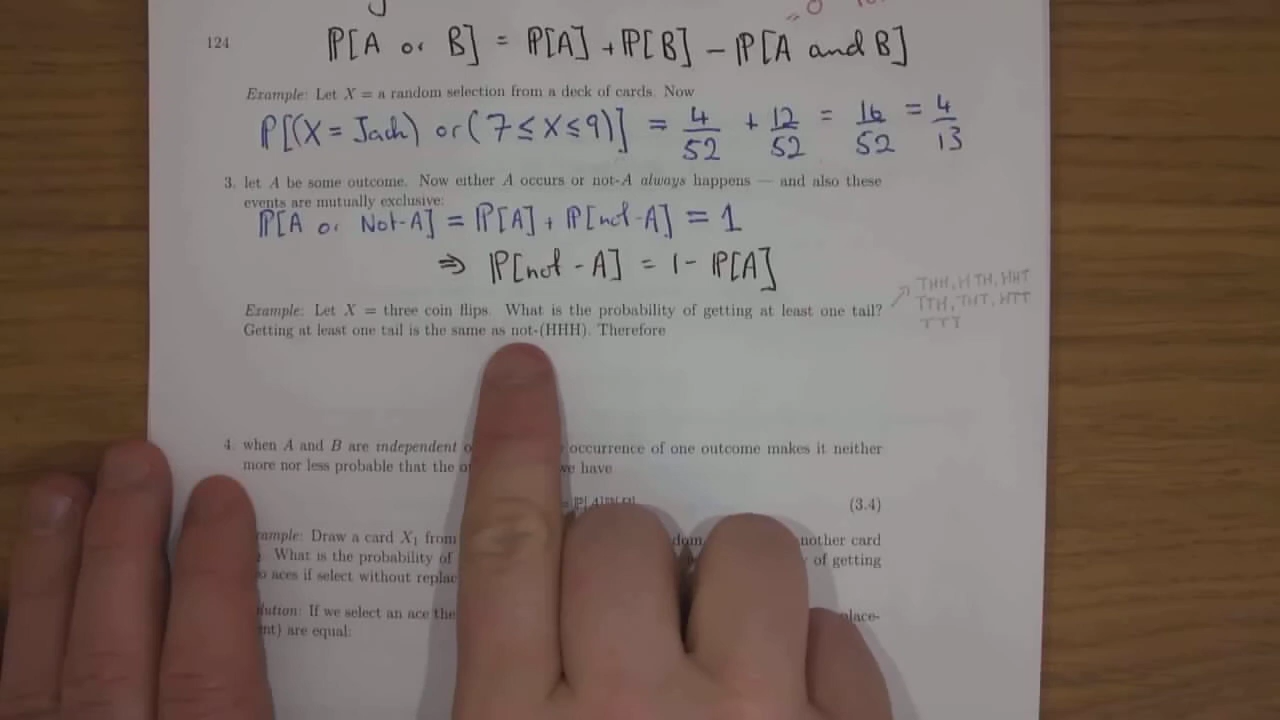 124
P[A or B] = P[A] + P[B] - P[A and B]
Example: Let X = a random selection from a deck of cards. Now
P[(X = Jack) or (7 ≤ X ≤ 9)] = 4/52 + 12/52 = 16/52 = 4/13
3. let A be some outcome. Now either A occurs or not-A always happens — and also these
events are mutually exclusive:
P[A or Not-A] = P[A] + P[not-A] = 1
⇒ P[not-A] = 1 - P[A]
Example: Let X = three coin flips. What is the probability of getting at least one tail?
Getting at least one tail is the same as not-(HHH). Therefore
THH, HTH, HHT
TTH, THT, HTT
TTT
4. when A and B are independent occurrence of one outcome makes it neither
more nor less probable that the we have
(3.4)
Draw a card X₁ from another card
What is the probability of of getting
aces if select without
If we select an ace the
are equal: